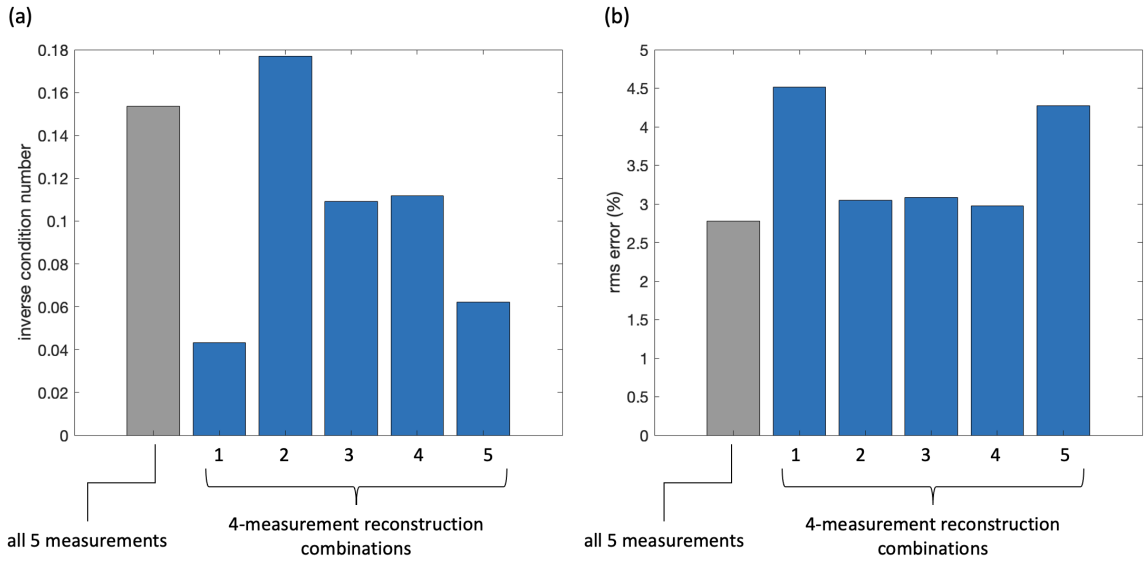 (a)
inverse condition number
0.18
0.16
0.14
0.12
0.1
0.08
0.06
0.04
0.02
0
1 2 3 4 5
all 5 measurements
4-measurement reconstruction
combinations
(b)
rms error (%)
5
4.5
4
3.5
3
2.5
2
1.5
1
0.5
0
1 2 3 4 5
all 5 measurements
4-measurement reconstruction
combinations